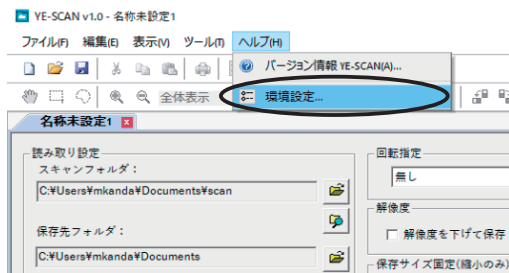 YE-SCAN v1.0 - 名称未設定1
ファイル(F) 編集(E) 表示(V) ツール(T) ヘルプ(H)
バージョン情報 YE-SCAN(A)...
全体表示 環境設定...
名称未設定1
読み取り設定
スキャンフォルダ：
C:¥Users¥mkanda¥Documents¥scan
保存先フォルダ：
C:¥Users¥mkanda¥Documents
回転指定
無し
解像度
解像度を下げて保存
保存サイズ固定(縮小のみ)